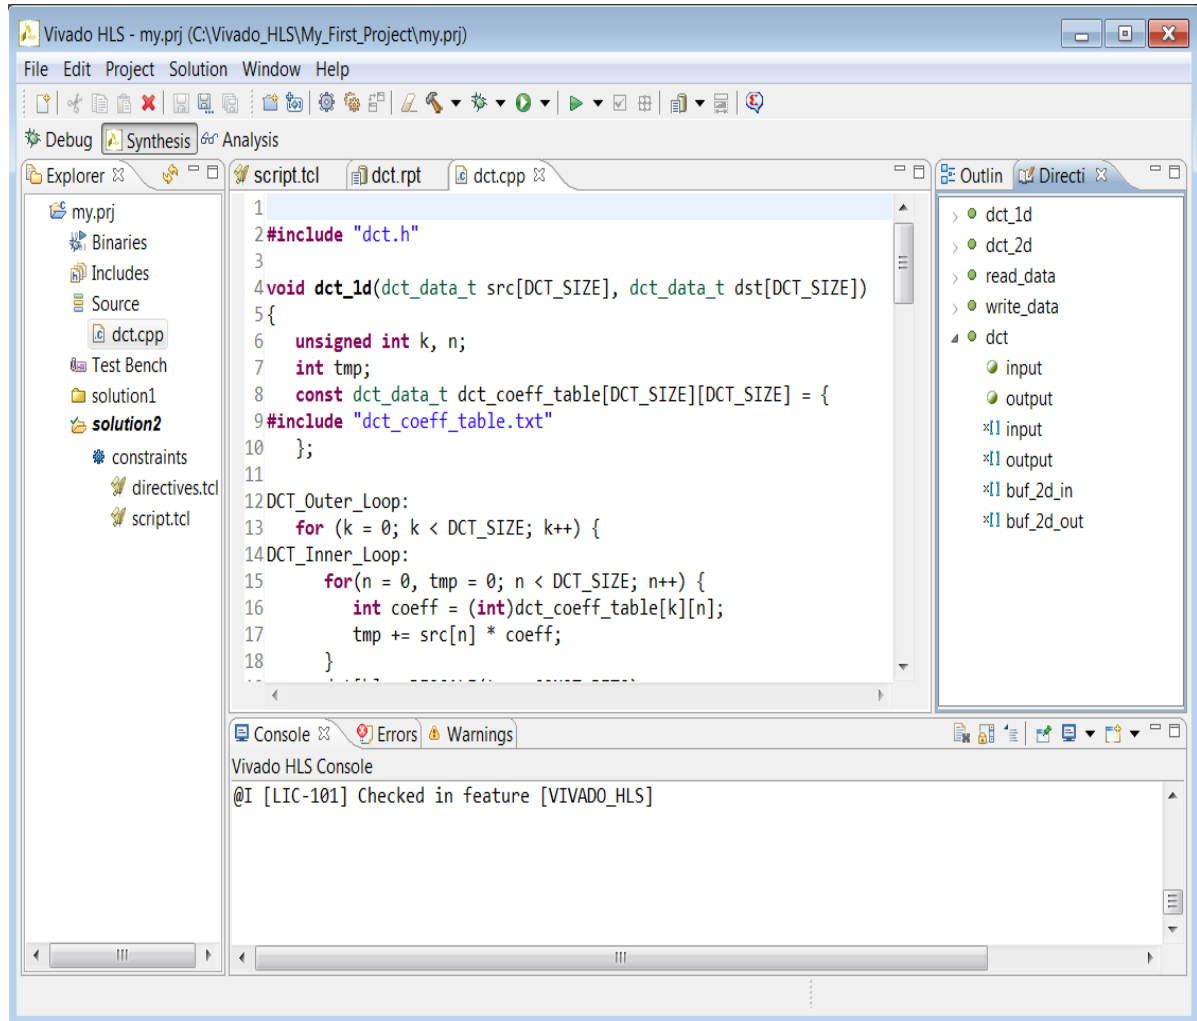 Vivado HLS - my.prj (C:\Vivado_HLS\My_First_Project\my.prj)
File Edit Project Solution Window Help
Debug Synthesis Analysis
Explorer
my.prj
Binaries
Includes
Source
dct.cpp
Test Bench
solution1
solution2
constraints
directives.tcl
script.tcl
script.tcl dct.rpt dct.cpp
1
2 #include "dct.h"
3
4 void dct_1d(dct_data_t src[DCT_SIZE], dct_data_t dst[DCT_SIZE])
5 {
6 unsigned int k, n;
7 int tmp;
8 const dct_data_t dct_coeff_table[DCT_SIZE][DCT_SIZE] = {
9 #include "dct_coeff_table.txt"
10 };
11
12 DCT_Outer_Loop:
13 for (k = 0; k < DCT_SIZE; k++) {
14 DCT_Inner_Loop:
15 for(n = 0, tmp = 0; n < DCT_SIZE; n++) {
16 int coeff = (int)dct_coeff_table[k][n];
17 tmp += src[n] * coeff;
18 }
Outlin Directi
dct_1d
dct_2d
read_data
write_data
dct
input
output
×[] input
×[] output
×[] buf_2d_in
×[] buf_2d_out
Console Errors Warnings
Vivado HLS Console
@I [LIC-101] Checked in feature [VIVADO_HLS]